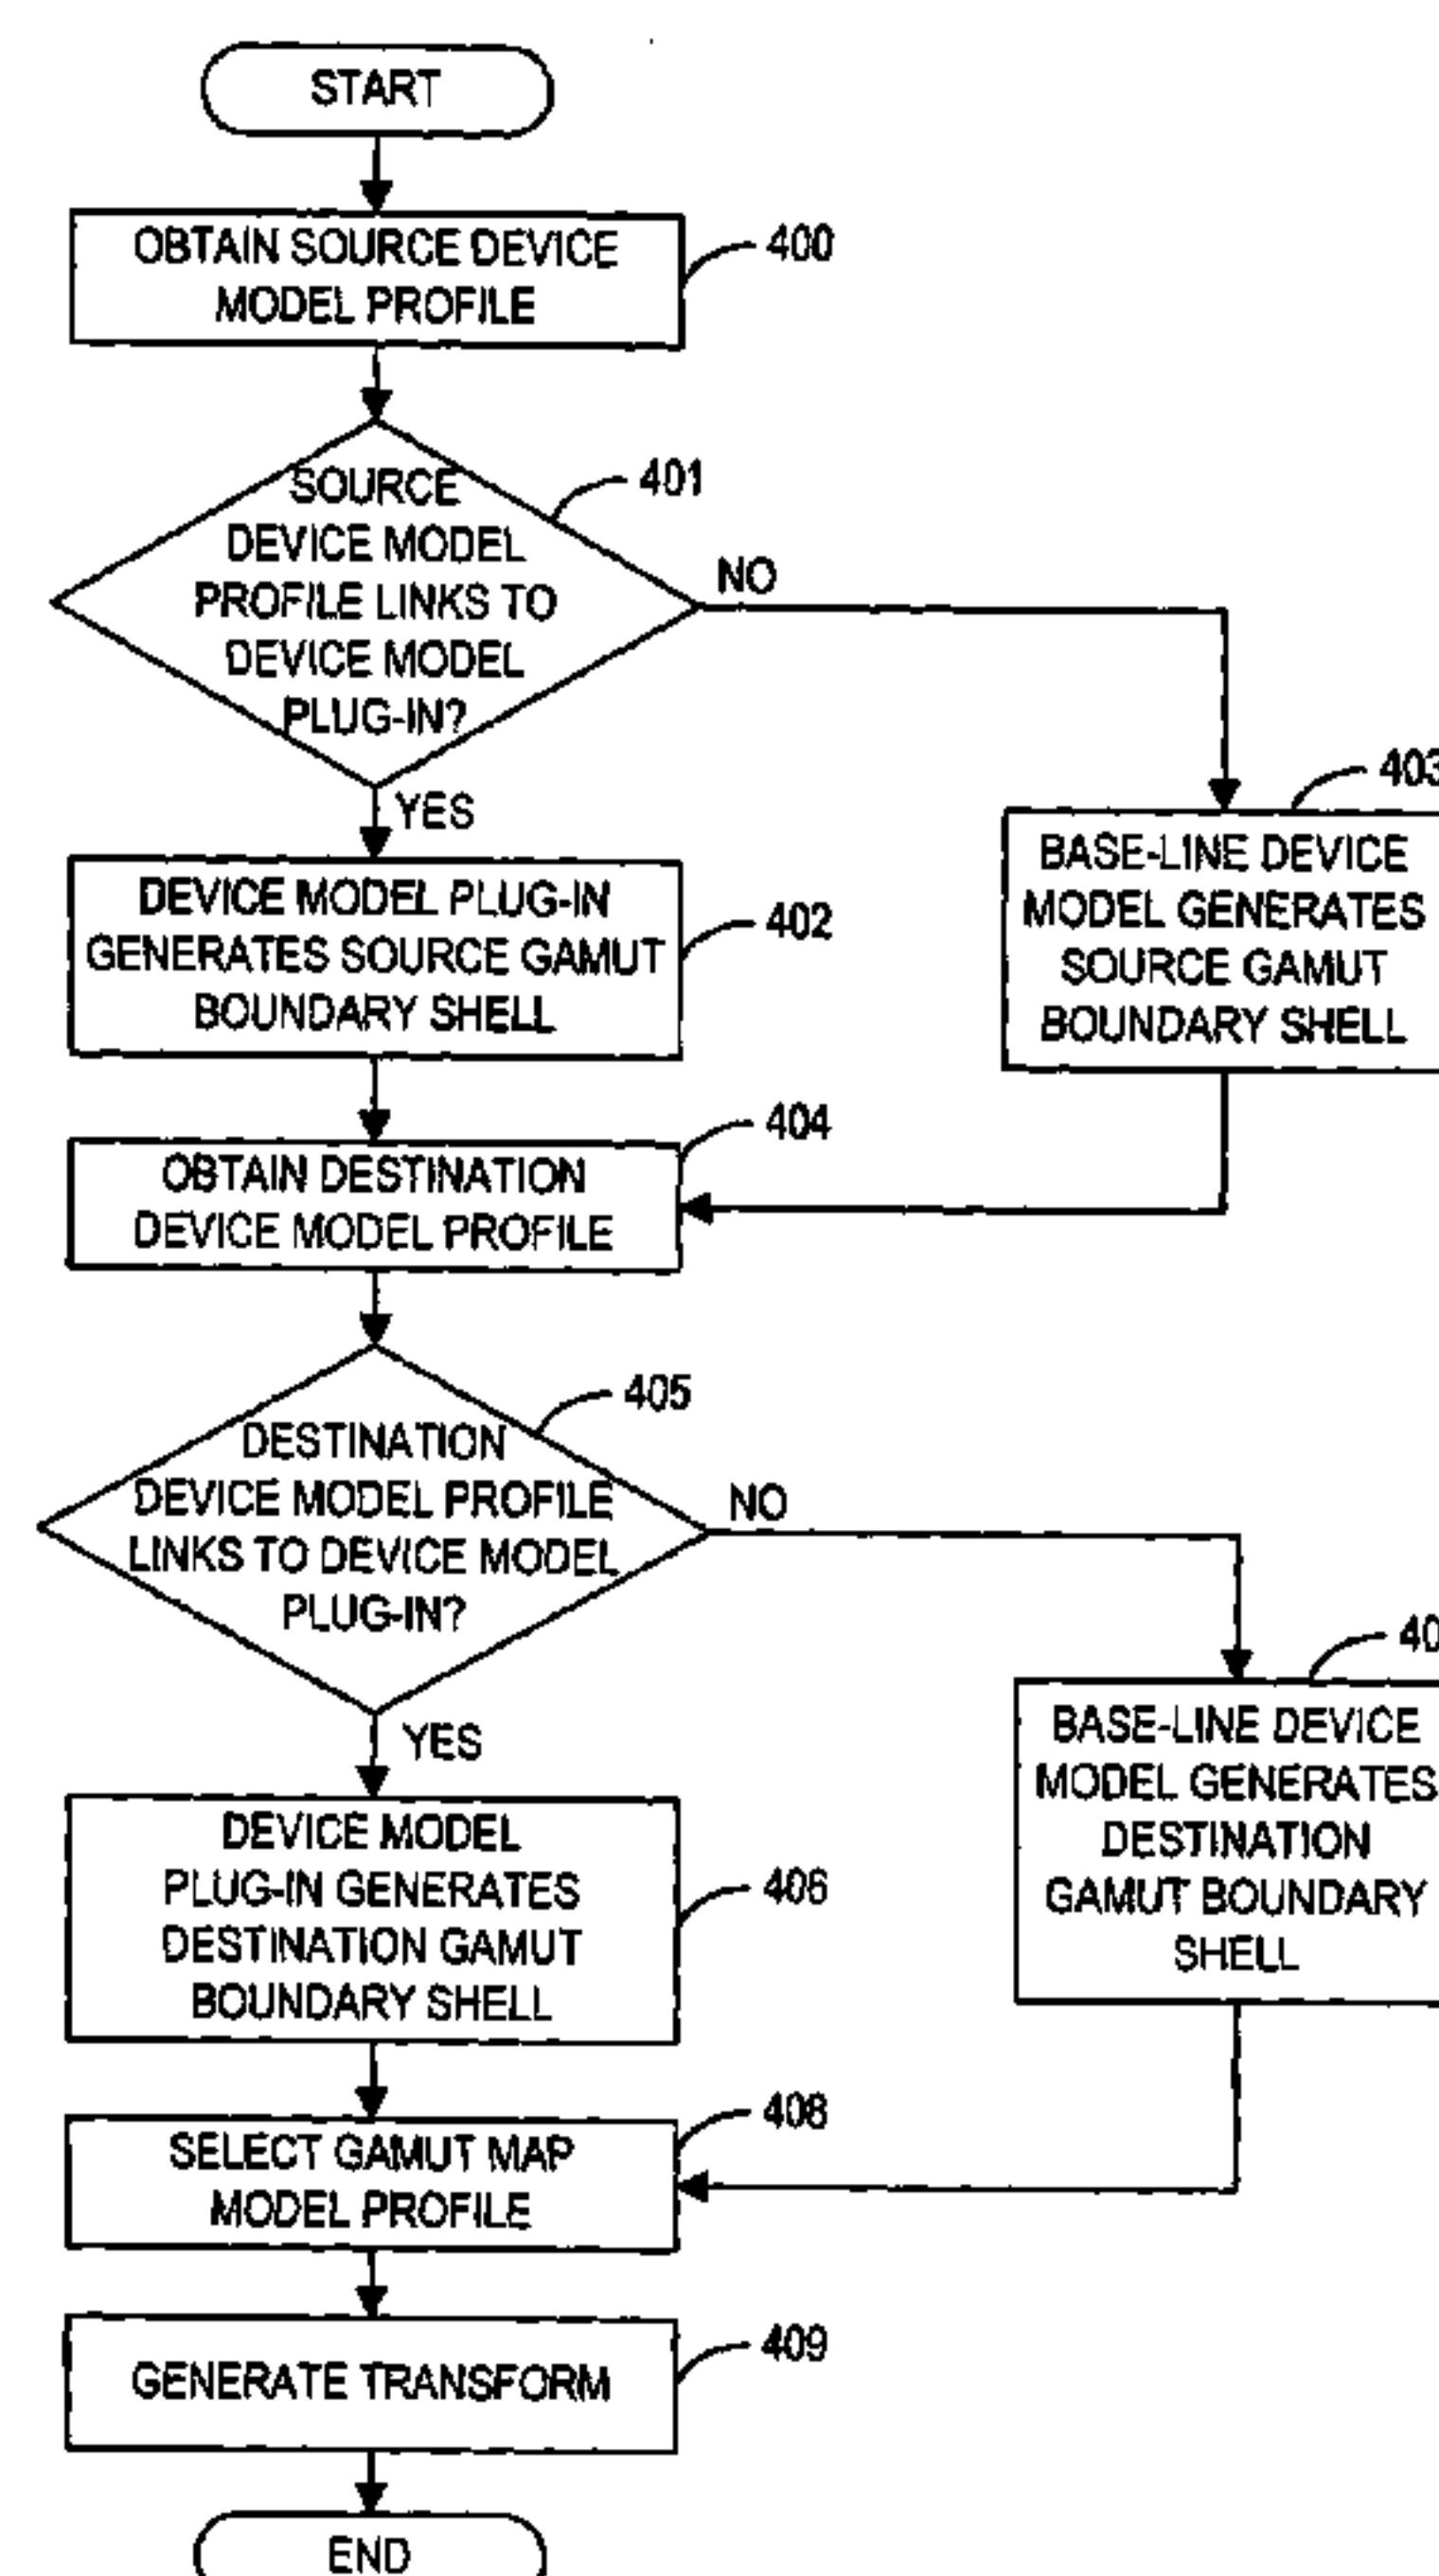 START
OBTAIN SOURCE DEVICE
MODEL PROFILE
400
SOURCE
DEVICE MODEL
PROFILE LINKS TO
DEVICE MODEL
PLUG-IN?
401
NO
YES
403
BASE-LINE DEVICE
MODEL GENERATES
SOURCE GAMUT
BOUNDARY SHELL
DEVICE MODEL PLUG-IN
GENERATES SOURCE GAMUT
BOUNDARY SHELL
402
OBTAIN DESTINATION
DEVICE MODEL PROFILE
404
DESTINATION
DEVICE MODEL PROFILE
LINKS TO DEVICE MODEL
PLUG-IN?
405
NO
YES
BASE-LINE DEVICE
MODEL GENERATES
DESTINATION
GAMUT BOUNDARY
SHELL
DEVICE MODEL
PLUG-IN GENERATES
DESTINATION GAMUT
BOUNDARY SHELL
406
SELECT GAMUT MAP
MODEL PROFILE
408
GENERATE TRANSFORM
409
END